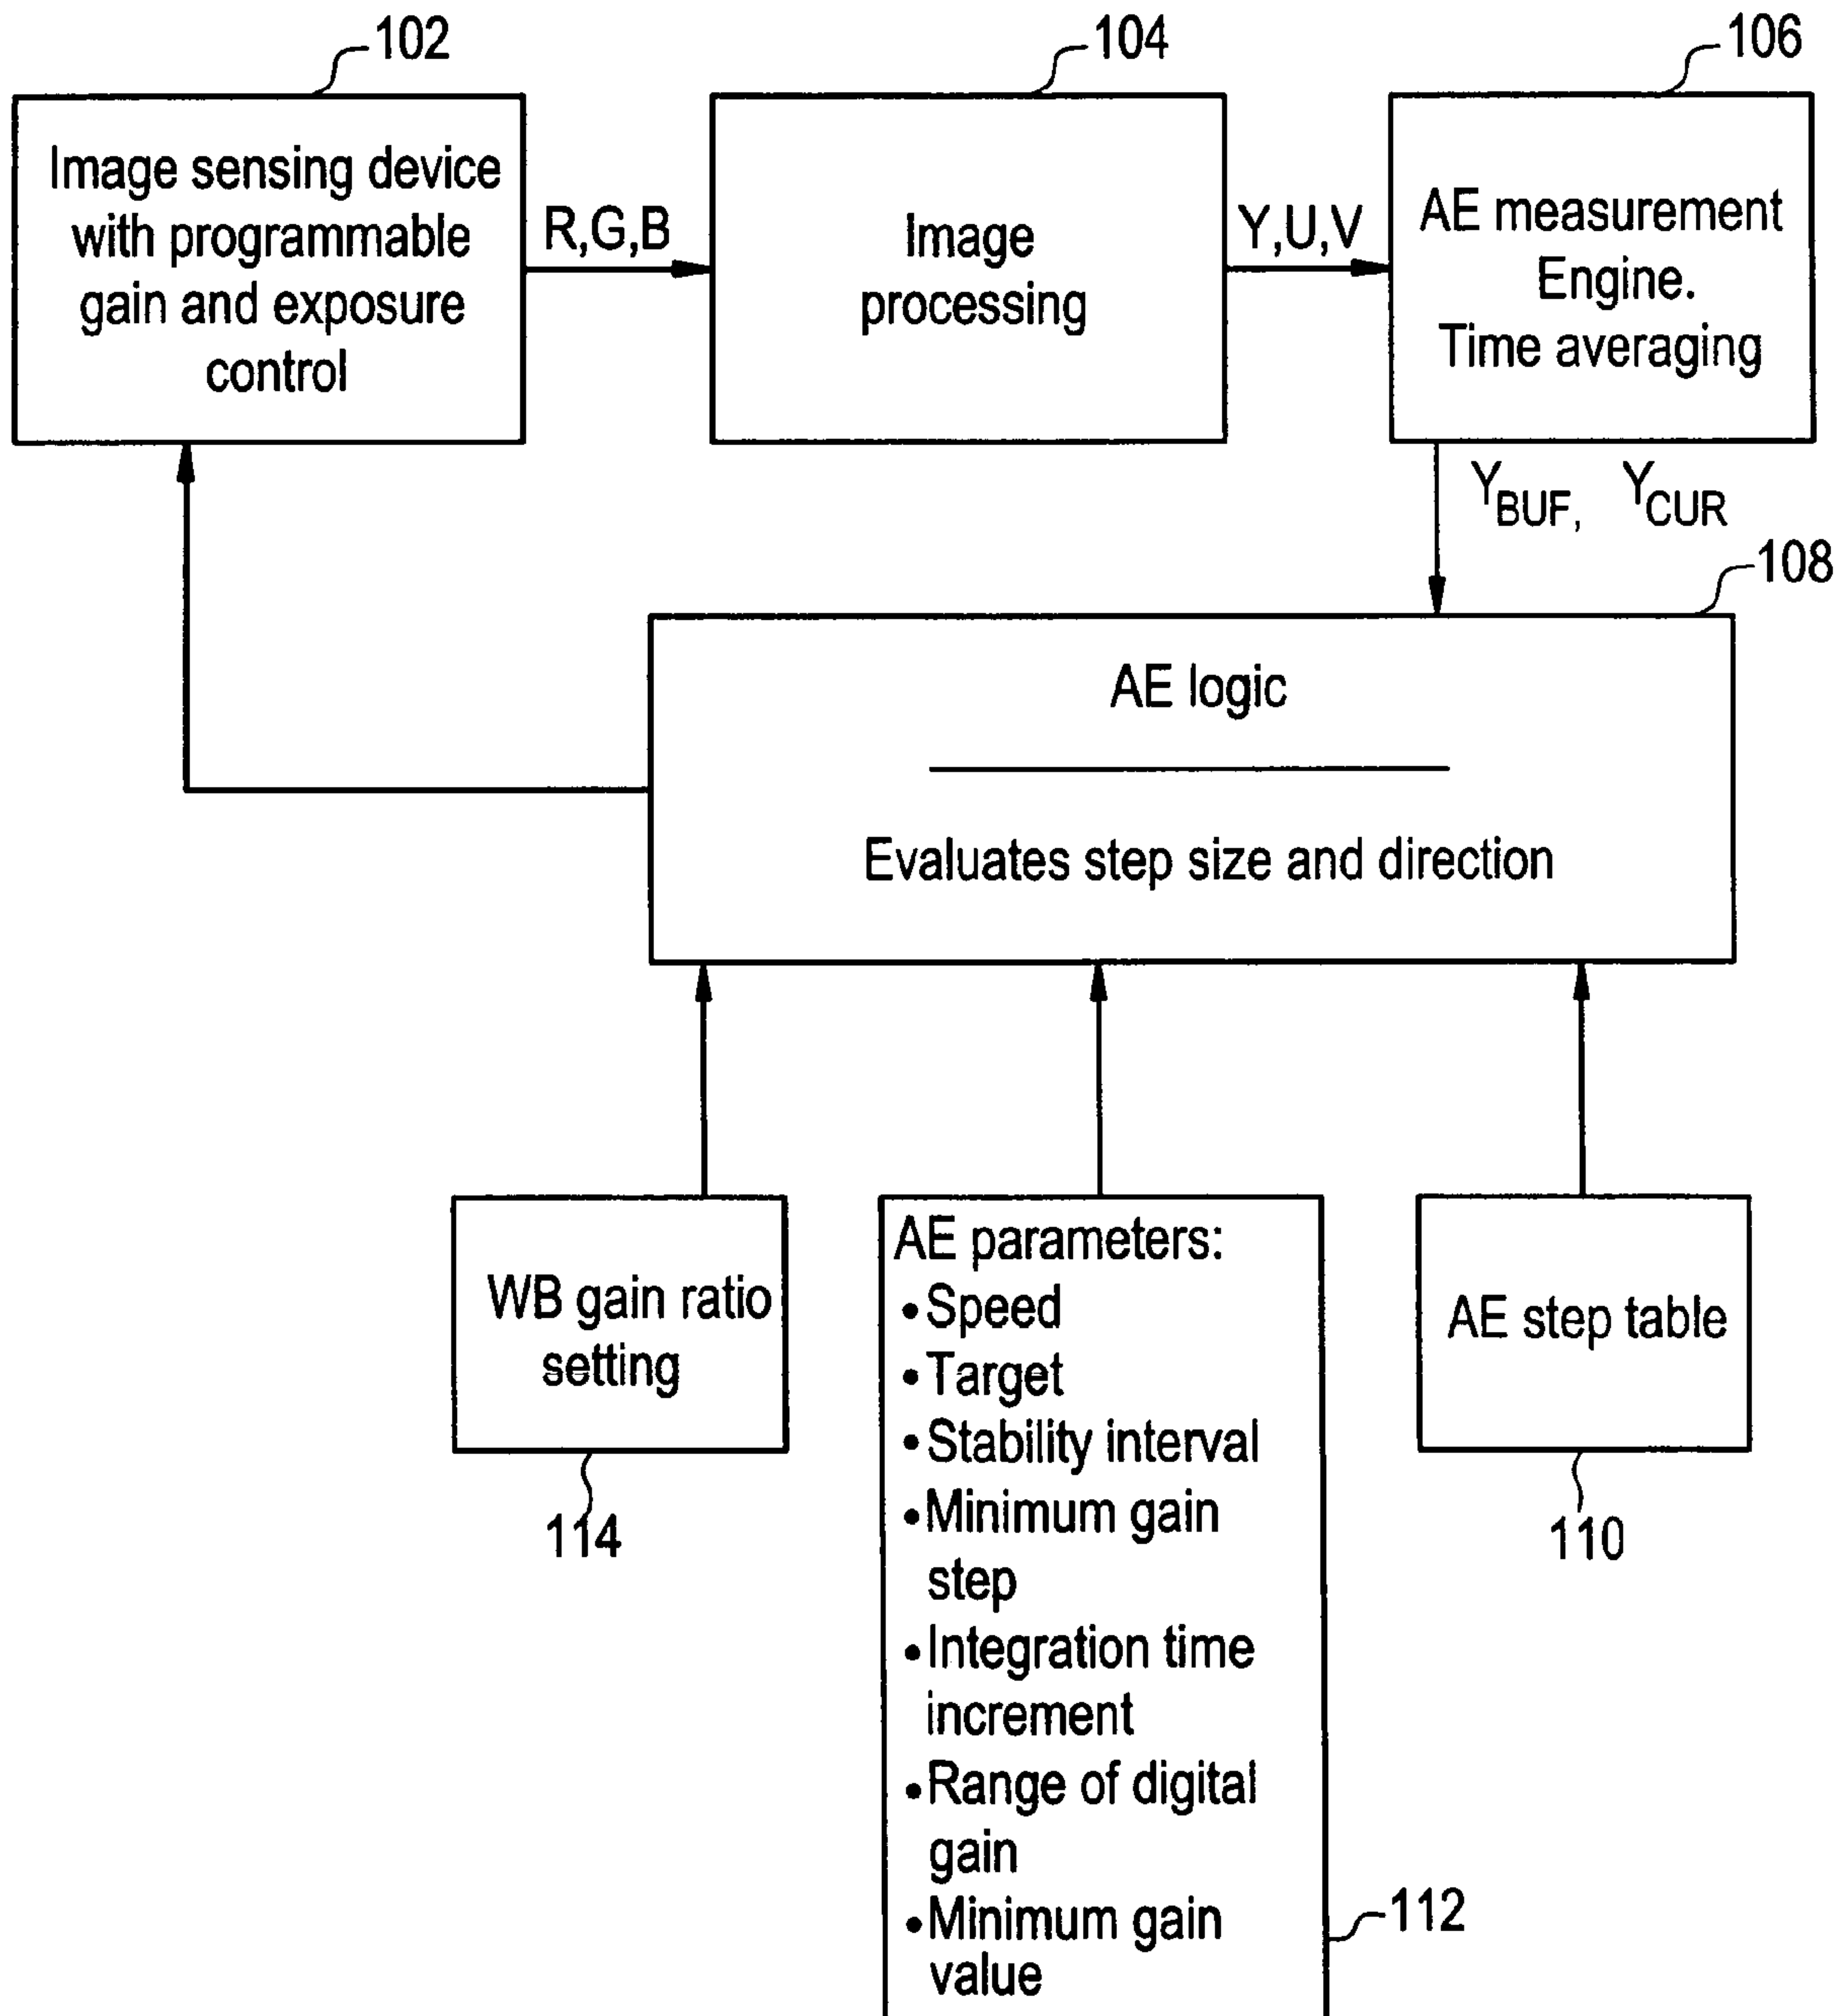 102
104
106
Image sensing device
with programmable
gain and exposure
control
R,G,B
Image
processing
Y,U,V
AE measurement
Engine.
Time averaging
Y_BUF, Y_CUR
108
AE logic
Evaluates step size and direction
WB gain ratio
setting
114
AE parameters:
•Speed
•Target
•Stability interval
•Minimum gain
step
•Integration time
increment
•Range of digital
gain
•Minimum gain
value
112
AE step table
110